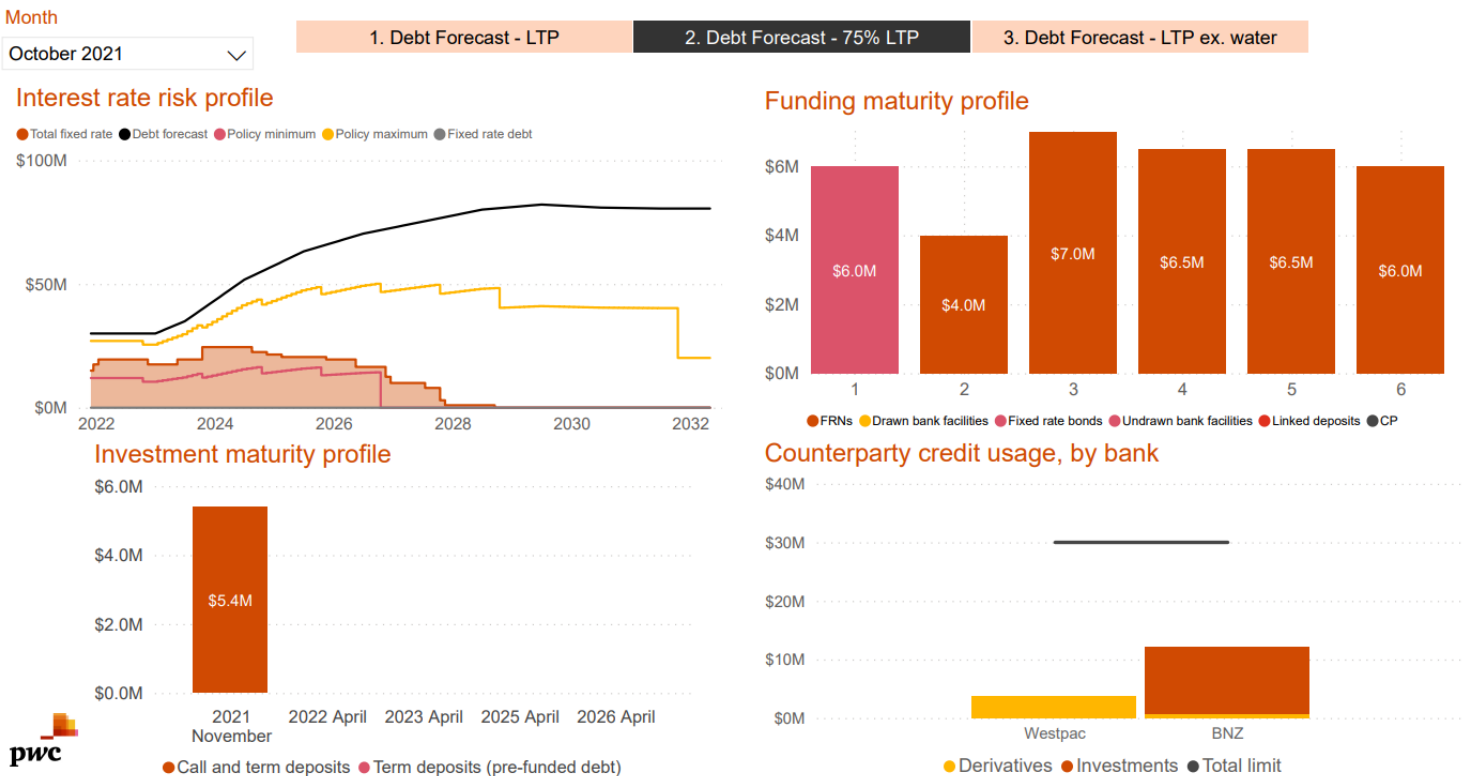 Month
October 2021
1. Debt Forecast - LTP
2. Debt Forecast - 75% LTP
3. Debt Forecast - LTP ex. water
Interest rate risk profile
Total fixed rate Debt forecast Policy minimum Policy maximum Fixed rate debt
$100M
$50M
$0M
2022 2024 2026 2028 2030 2032
Funding maturity profile
$6M
$4M
$2M
$0M
$6.0M
$4.0M
$7.0M
$6.5M
$6.5M
$6.0M
1 2 3 4 5 6
FRNs Drawn bank facilities Fixed rate bonds Undrawn bank facilities Linked deposits CP
Investment maturity profile
$6.0M
$4.0M
$2.0M
$0.0M
$5.4M
2021 2022 April 2023 April 2025 April 2026 April
November
Call and term deposits Term deposits (pre-funded debt)
pwc
Counterparty credit usage, by bank
$40M
$30M
$20M
$10M
$0M
Westpac BNZ
Derivatives Investments Total limit